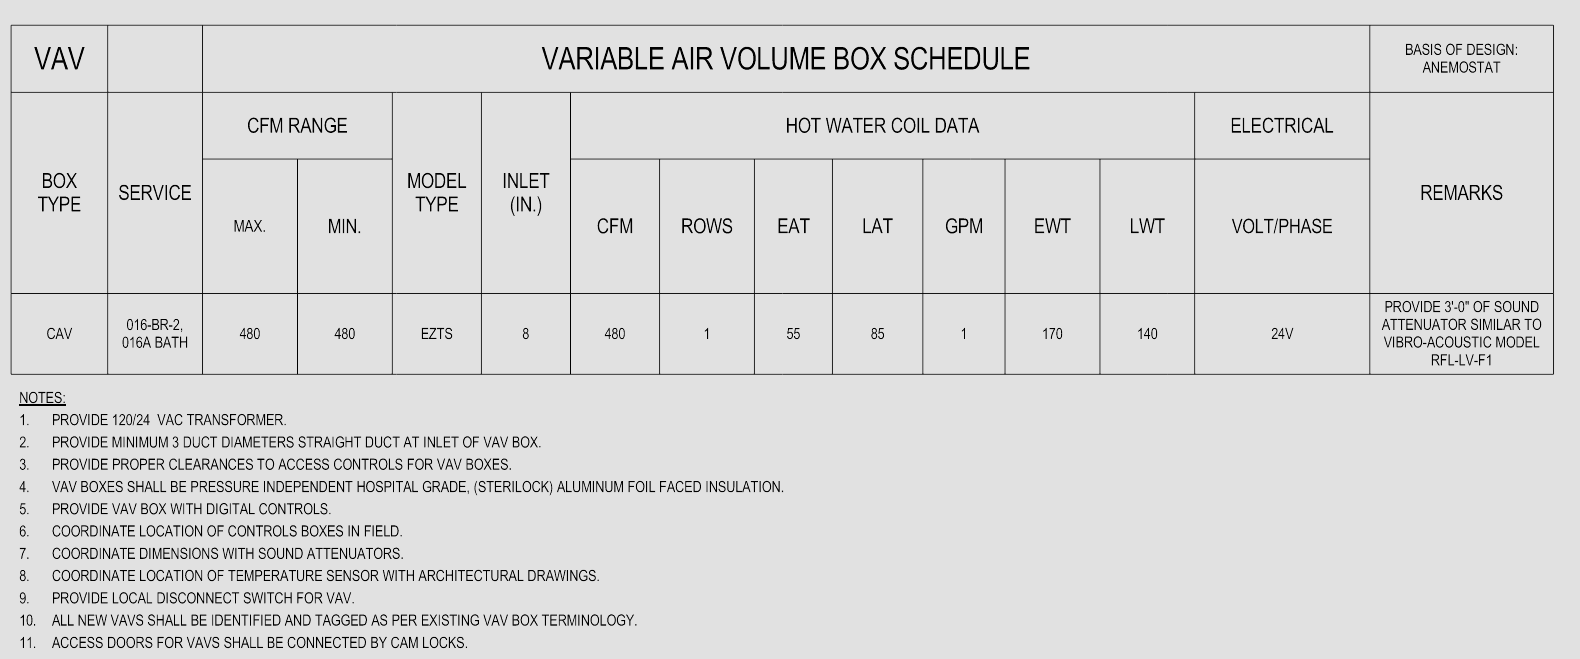 VAV
VARIABLE AIR VOLUME BOX SCHEDULE
BASIS OF DESIGN:
ANEMOSTAT
BOX
TYPE
SERVICE
CFM RANGE
MAX.
MIN.
MODEL
TYPE
INLET
(IN.)
HOT WATER COIL DATA
CFM
ROWS
EAT
LAT
GPM
EWT
LWT
ELECTRICAL
VOLT/PHASE
REMARKS
CAV
016-BR-2,
016A BATH
480
480
EZTS
8
480
1
55
85
1
170
140
24V
PROVIDE 3'-0" OF SOUND
ATTENUATOR SIMILAR TO
VIBRO-ACOUSTIC MODEL
RFL-LV-F1
NOTES:
1. PROVIDE 120/24 VAC TRANSFORMER.
2. PROVIDE MINIMUM 3 DUCT DIAMETERS STRAIGHT DUCT AT INLET OF VAV BOX.
3. PROVIDE PROPER CLEARANCES TO ACCESS CONTROLS FOR VAV BOXES.
4. VAV BOXES SHALL BE PRESSURE INDEPENDENT HOSPITAL GRADE, (STERILOCK) ALUMINUM FOIL FACED INSULATION.
5. PROVIDE VAV BOX WITH DIGITAL CONTROLS.
6. COORDINATE LOCATION OF CONTROLS BOXES IN FIELD.
7. COORDINATE DIMENSIONS WITH SOUND ATTENUATORS.
8. COORDINATE LOCATION OF TEMPERATURE SENSOR WITH ARCHITECTURAL DRAWINGS.
9. PROVIDE LOCAL DISCONNECT SWITCH FOR VAV.
10. ALL NEW VAVS SHALL BE IDENTIFIED AND TAGGED AS PER EXISTING VAV BOX TERMINOLOGY.
11. ACCESS DOORS FOR VAVS SHALL BE CONNECTED BY CAM LOCKS.